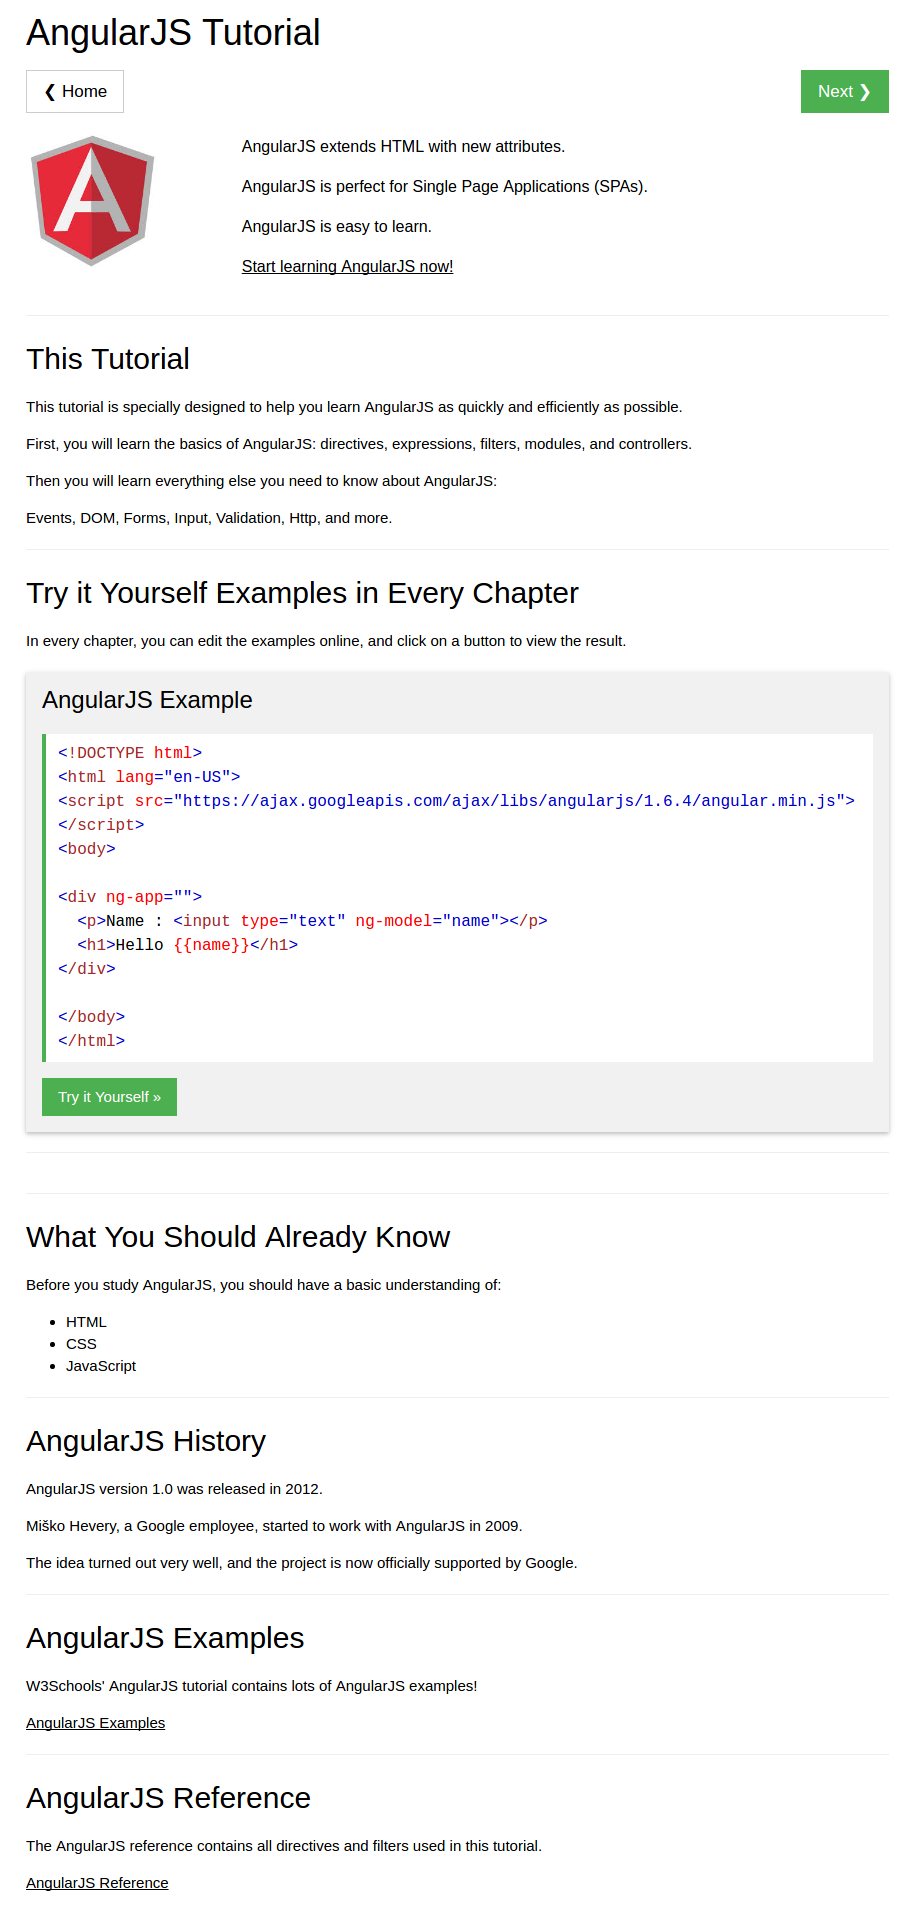 AngularJS Tutorial
❮ Home
Next ❯
AngularJS extends HTML with new attributes.
AngularJS is perfect for Single Page Applications (SPAs).
AngularJS is easy to learn.
Start learning AngularJS now!
This Tutorial
This tutorial is specially designed to help you learn AngularJS as quickly and efficiently as possible.
First, you will learn the basics of AngularJS: directives, expressions, filters, modules, and controllers.
Then you will learn everything else you need to know about AngularJS:
Events, DOM, Forms, Input, Validation, Http, and more.
Try it Yourself Examples in Every Chapter
In every chapter, you can edit the examples online, and click on a button to view the result.
AngularJS Example
<!DOCTYPE html>
<html lang="en-US">
<script src="https://ajax.googleapis.com/ajax/libs/angularjs/1.6.4/angular.min.js">
</script>
<body>
<div ng-app="">
  <p>Name : <input type="text" ng-model="name"></p>
  <h1>Hello {{name}}</h1>
</div>
</body>
</html>
Try it Yourself »
What You Should Already Know
Before you study AngularJS, you should have a basic understanding of:
• HTML
• CSS
• JavaScript
AngularJS History
AngularJS version 1.0 was released in 2012.
Miško Hevery, a Google employee, started to work with AngularJS in 2009.
The idea turned out very well, and the project is now officially supported by Google.
AngularJS Examples
W3Schools' AngularJS tutorial contains lots of AngularJS examples!
AngularJS Examples
AngularJS Reference
The AngularJS reference contains all directives and filters used in this tutorial.
AngularJS Reference